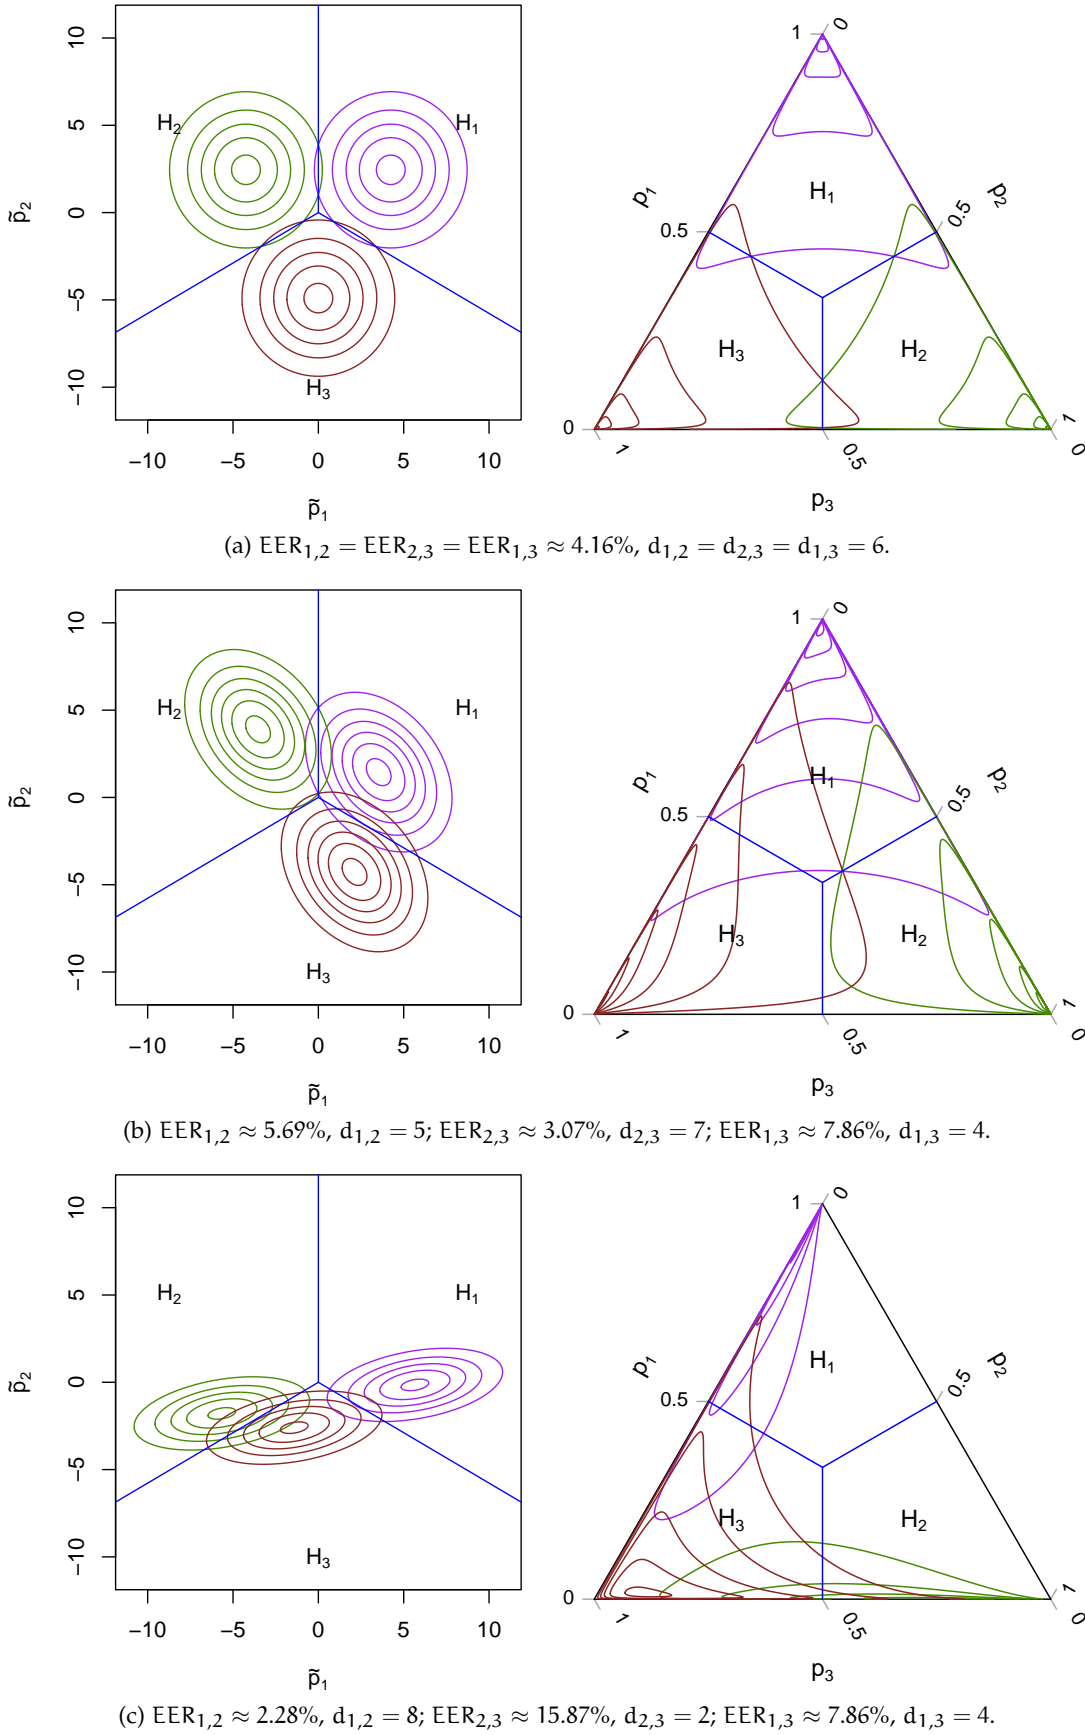 10
5
0
−5
−10
p̃₂
H₂
H₁
H₃
−10 −5 0 5 10
p̃₁
1
0
p₁
p₂
0.5
0.5
H₁
H₃
H₂
0
1
1
0.5
0
p₃
(a) EER₁,₂ = EER₂,₃ = EER₁,₃ ≈ 4.16%, d₁,₂ = d₂,₃ = d₁,₃ = 6.
10
5
0
−5
−10
p̃₂
H₂
H₁
H₃
−10 −5 0 5 10
p̃₁
1
0
p₁
p₂
0.5
0.5
H₁
H₃
H₂
0
1
1
0.5
0
p₃
(b) EER₁,₂ ≈ 5.69%, d₁,₂ = 5; EER₂,₃ ≈ 3.07%, d₂,₃ = 7; EER₁,₃ ≈ 7.86%, d₁,₃ = 4.
10
5
0
−5
−10
p̃₂
H₂
H₁
H₃
−10 −5 0 5 10
p̃₁
1
0
p₁
p₂
0.5
0.5
H₁
H₃
H₂
0
1
1
0.5
0
p₃
(c) EER₁,₂ ≈ 2.28%, d₁,₂ = 8; EER₂,₃ ≈ 15.87%, d₂,₃ = 2; EER₁,₃ ≈ 7.86%, d₁,₃ = 4.